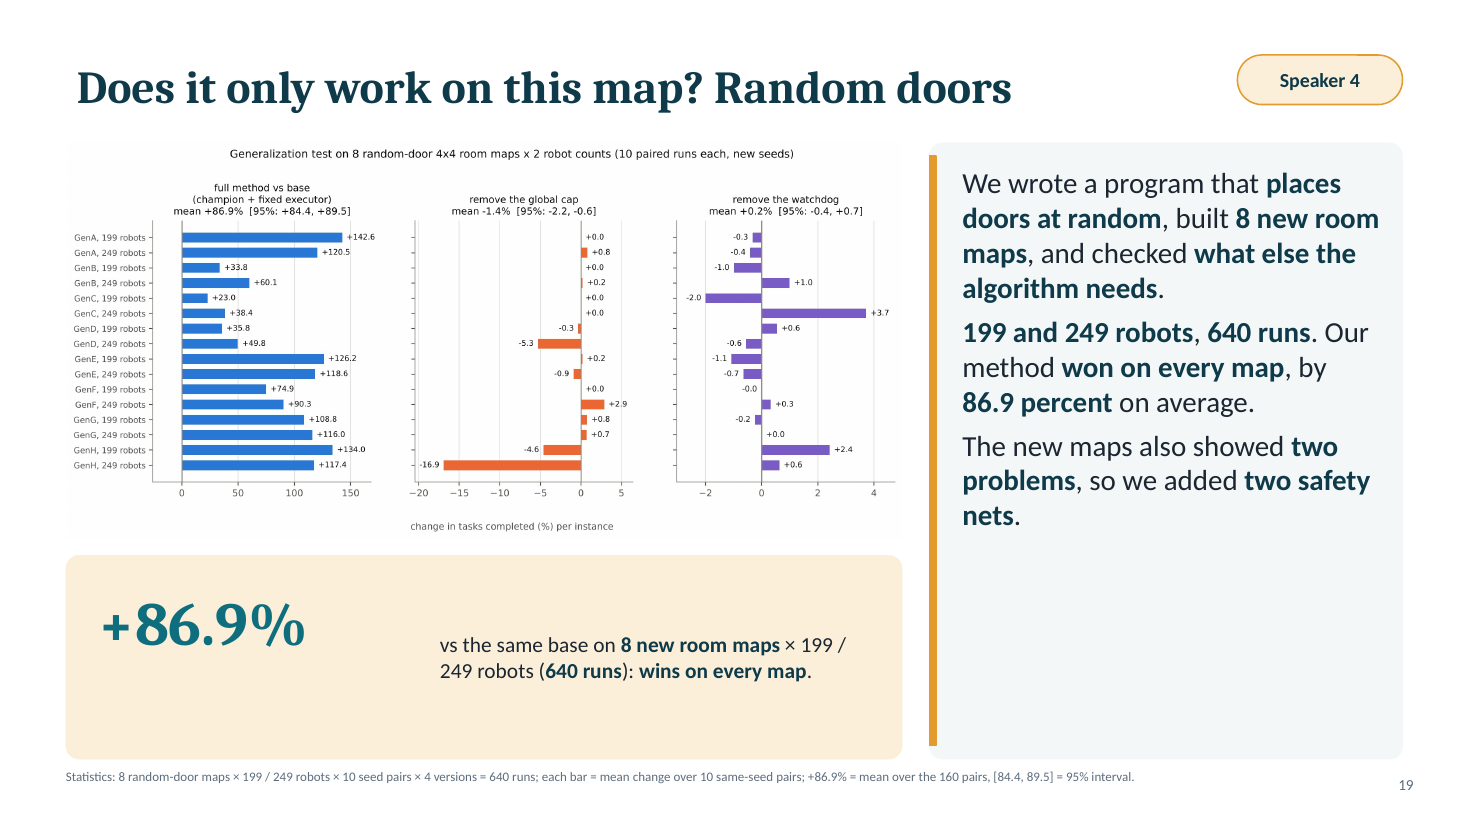 Does it only work on this map? Random doors
Speaker 4
Generalization test on 8 random-door 4x4 room maps x 2 robot counts (10 paired runs each, new seeds)
full method vs base
(champion + fixed executor)
mean +86.9%  [95%: +84.4, +89.5]
GenA, 199 robots
GenA, 249 robots
GenB, 199 robots
GenB, 249 robots
GenC, 199 robots
GenC, 249 robots
GenD, 199 robots
GenD, 249 robots
GenE, 199 robots
GenE, 249 robots
GenF, 199 robots
GenF, 249 robots
GenG, 199 robots
GenG, 249 robots
GenH, 199 robots
GenH, 249 robots
+142.6
+120.5
+33.8
+60.1
+23.0
+38.4
+35.8
+49.8
+126.2
+118.6
+74.9
+90.3
+108.8
+116.0
+134.0
+117.4
0 50 100 150
remove the global cap
mean -1.4%  [95%: -2.2, -0.6]
+0.0
+0.8
+0.0
+0.2
+0.0
+0.0
-0.3
-5.3
+0.2
-0.9
+0.0
+2.9
+0.8
+0.7
-4.6
-16.9
−20 −15 −10 −5 0 5
remove the watchdog
mean +0.2%  [95%: -0.4, +0.7]
-0.3
-0.4
-1.0
+1.0
-2.0
+3.7
+0.6
-0.6
-1.1
-0.7
-0.0
+0.3
-0.2
+0.0
+2.4
+0.6
−2 0 2 4
change in tasks completed (%) per instance
+86.9%
vs the same base on 8 new room maps × 199 /
249 robots (640 runs): wins on every map.
We wrote a program that places
doors at random, built 8 new room
maps, and checked what else the
algorithm needs.
199 and 249 robots, 640 runs. Our
method won on every map, by
86.9 percent on average.
The new maps also showed two
problems, so we added two safety
nets.
Statistics: 8 random-door maps × 199 / 249 robots × 10 seed pairs × 4 versions = 640 runs; each bar = mean change over 10 same-seed pairs; +86.9% = mean over the 160 pairs, [84.4, 89.5] = 95% interval.
19